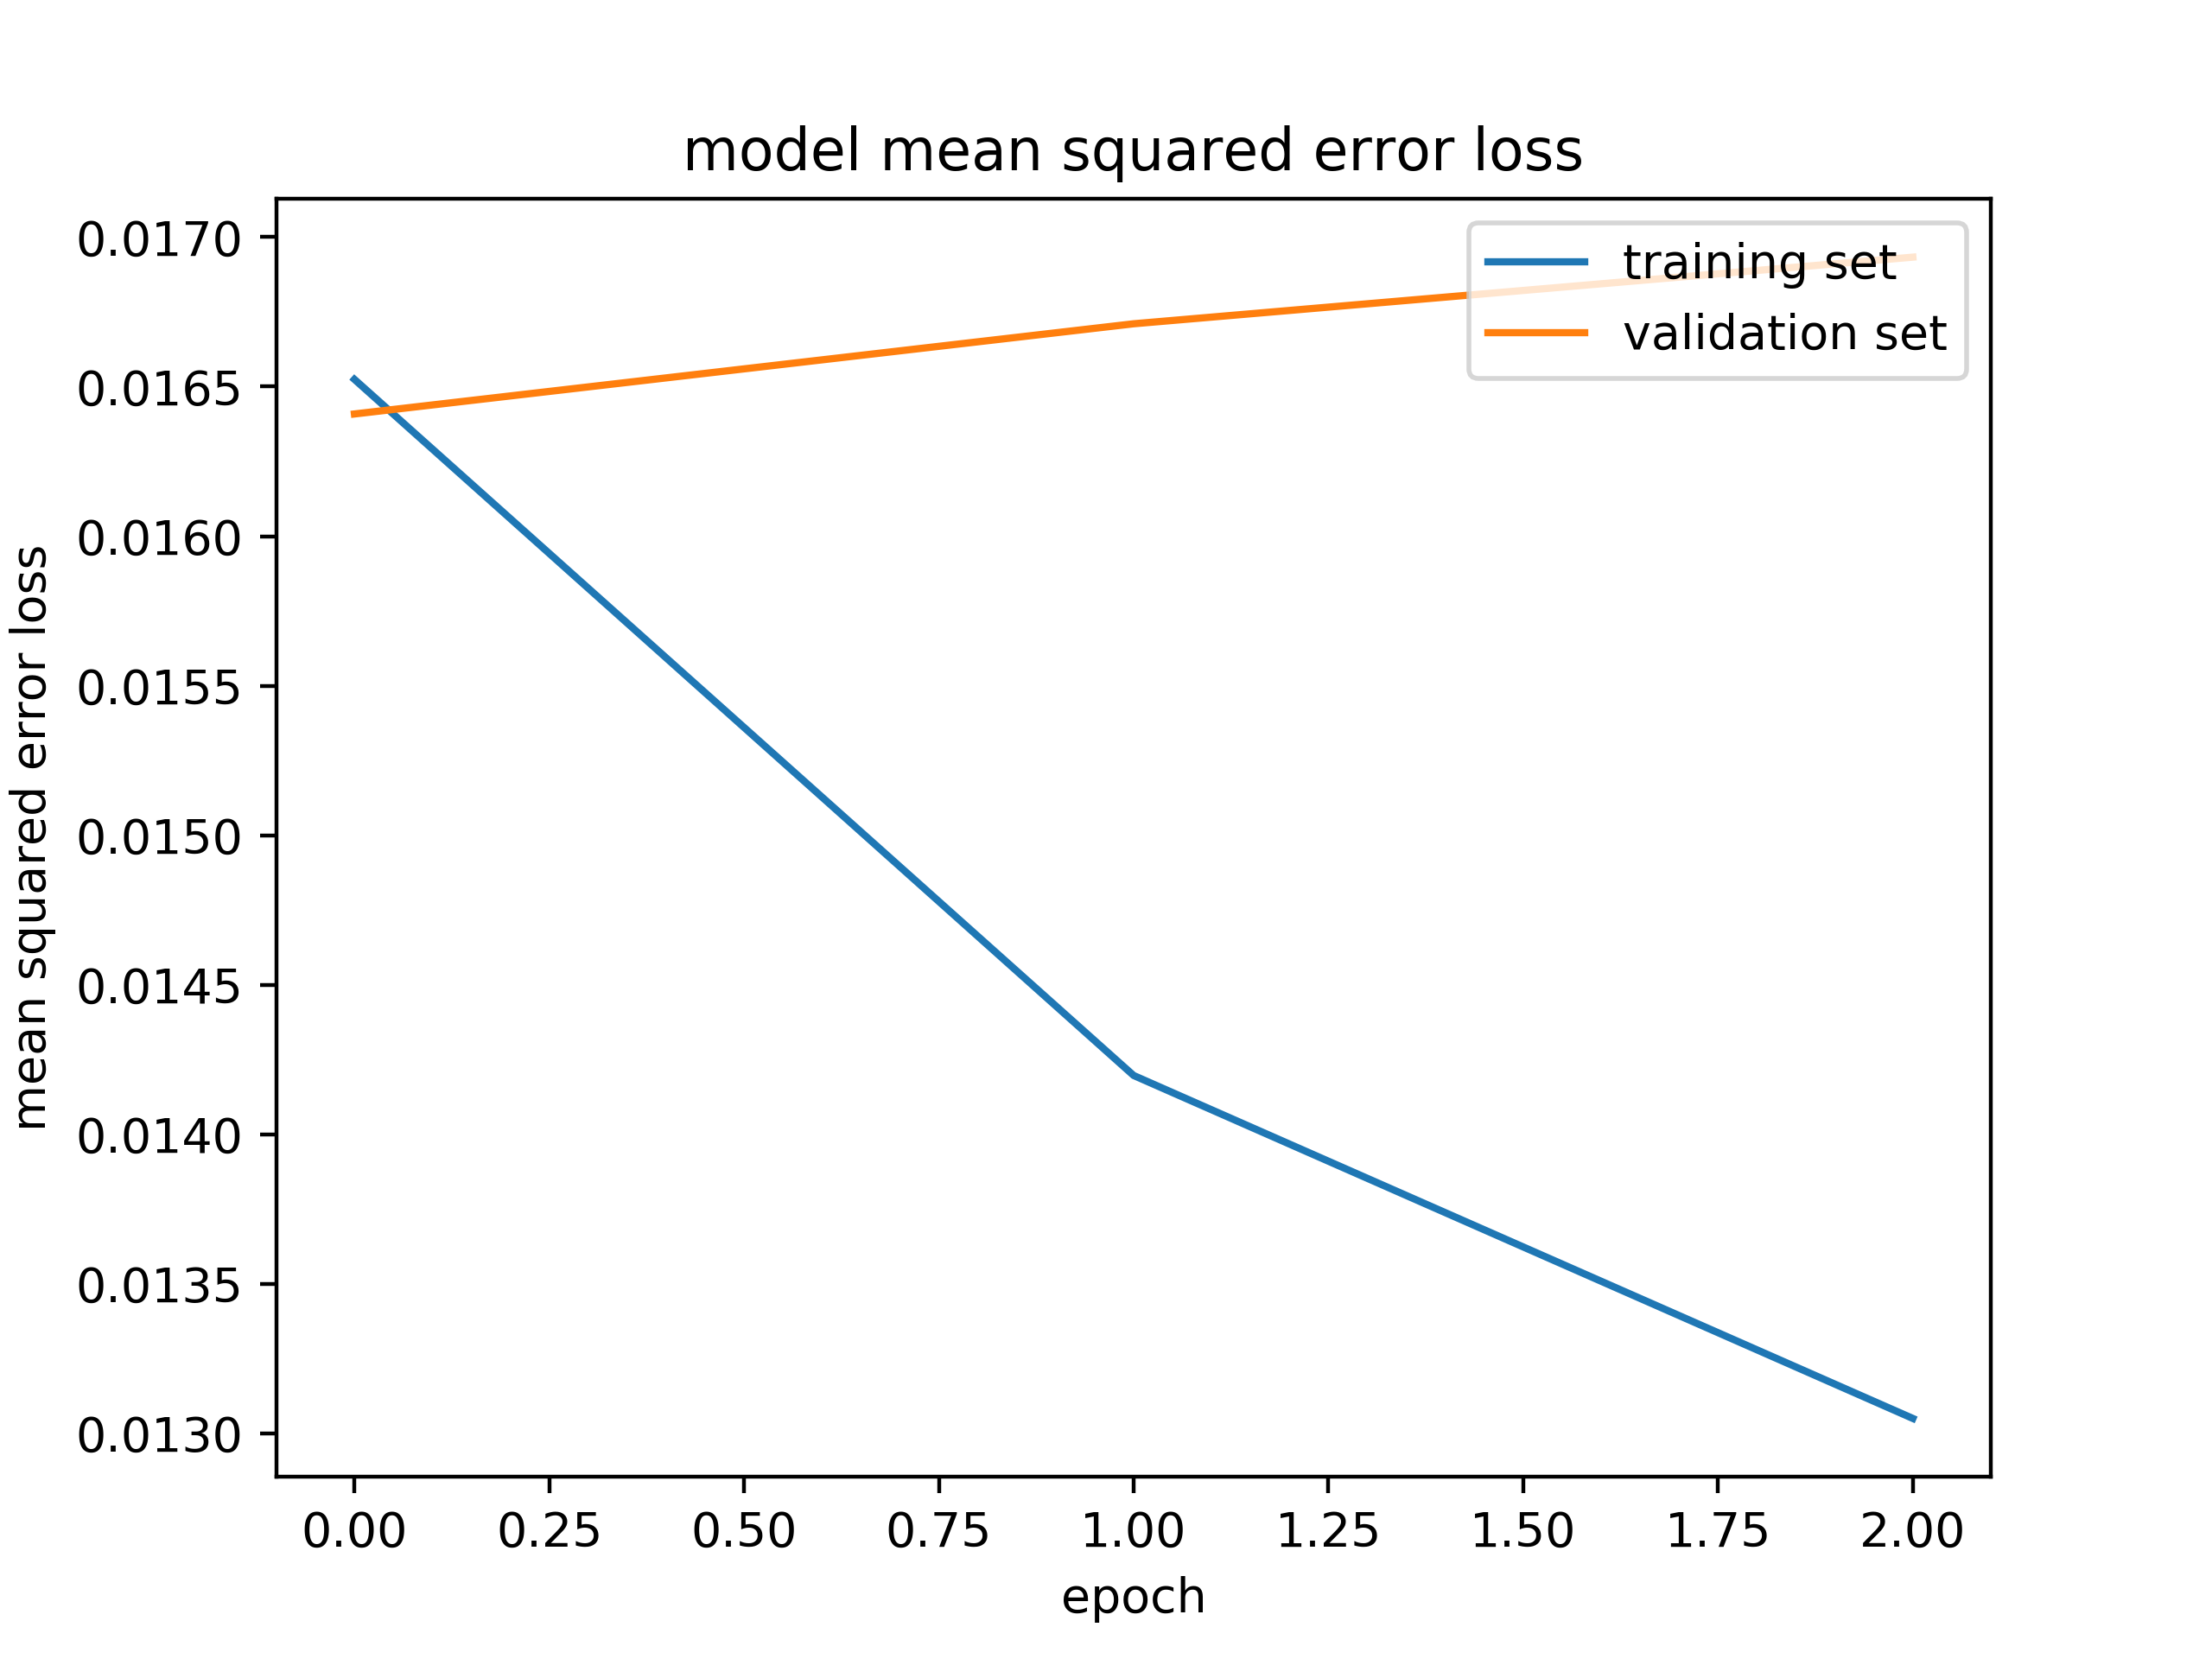 model mean squared error loss
training set
validation set
mean squared error loss
0.0170
0.0165
0.0160
0.0155
0.0150
0.0145
0.0140
0.0135
0.0130
0.00 0.25 0.50 0.75 1.00 1.25 1.50 1.75 2.00
epoch